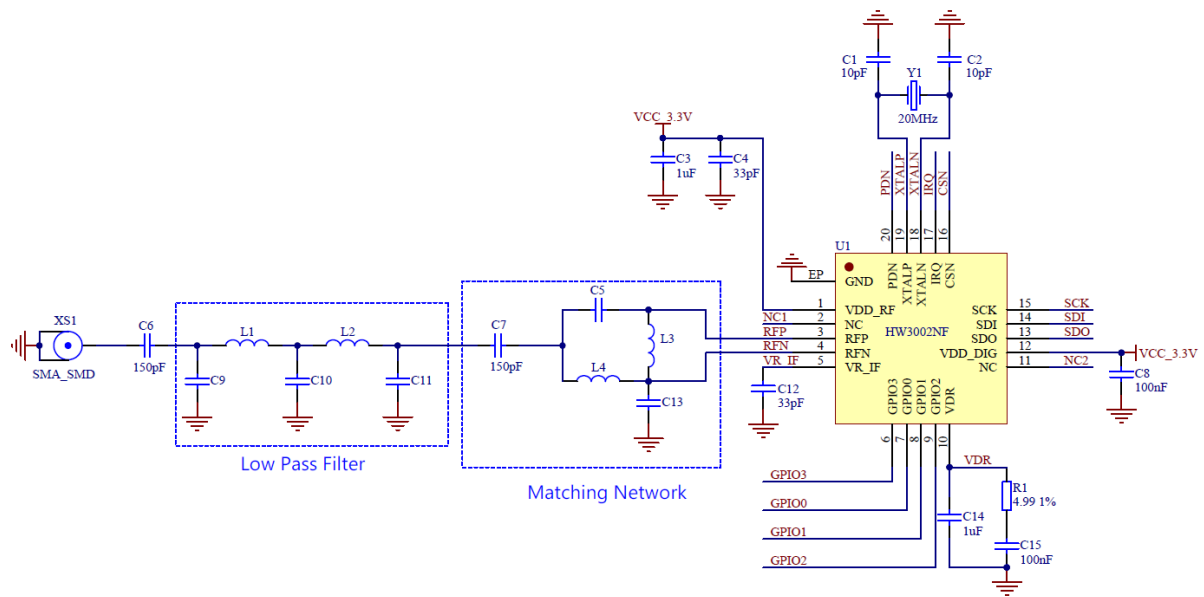 C1
10pF
C2
10pF
Y1
20MHz
VCC_3.3V
C3
1uF
C4
33pF
PDN
XTALP
XTALN
IRQ
CSN
20
19
18
17
16
U1
EP
GND
PDN
XTALP
XTALN
IRQ
CSN
1
VDD_RF
NC1
2
NC
RFP
3
RFP
RFN
4
RFN
VR_IF
5
VR_IF
HW3002NF
SCK
15
SCK
SDI
14
SDI
SDO
13
SDO
VDD_DIG
12
VCC_3.3V
NC
11
NC2
C8
100nF
GPIO3
GPIO0
GPIO1
GPIO2
VDR
6
7
8
9
10
XS1
SMA_SMD
C6
150pF
L1
L2
C9
C10
C11
Low Pass Filter
C7
150pF
C5
L3
L4
C13
Matching Network
C12
33pF
GPIO3
GPIO0
GPIO1
GPIO2
VDR
R1
4.99 1%
C14
1uF
C15
100nF